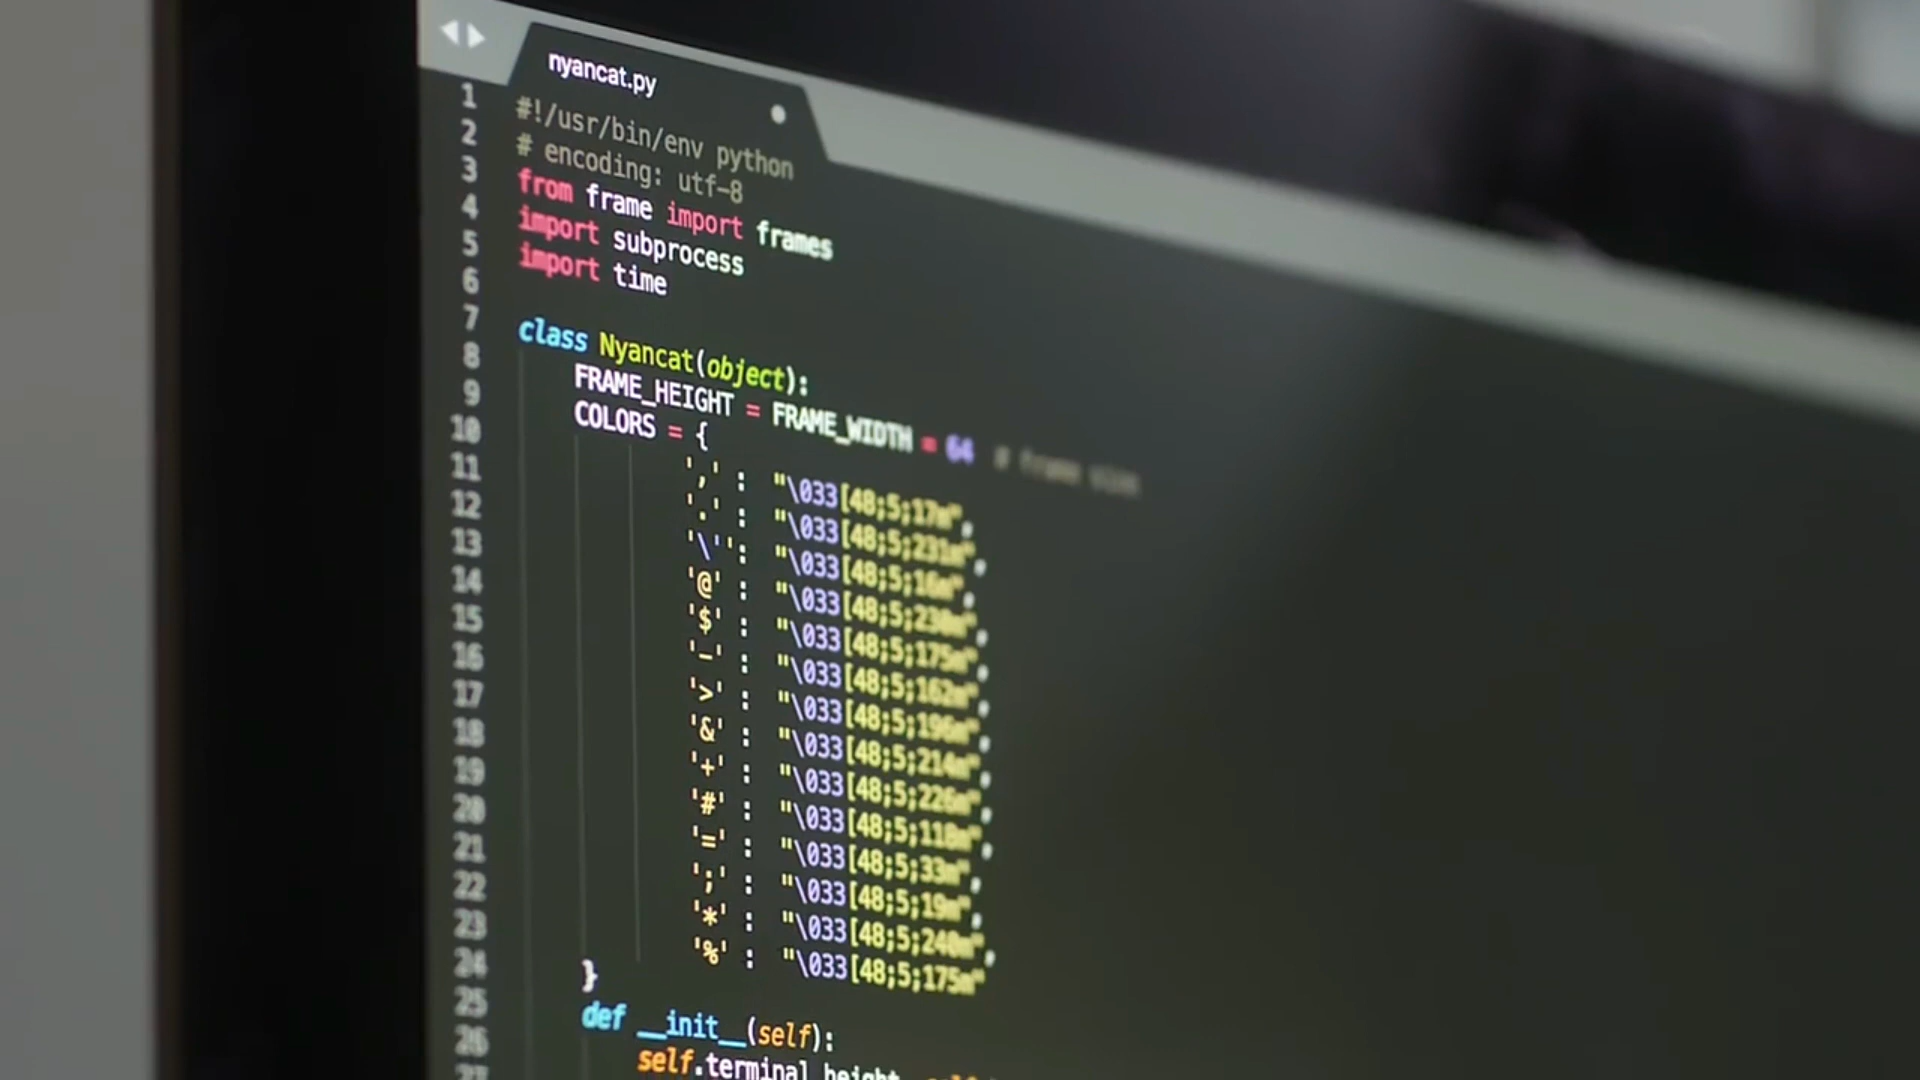 nyancat.py
1 #!/usr/bin/env python
2 # encoding: utf-8
3 from frame import frames
4 import subprocess
5 import time
6
7 class Nyancat(object):
8 FRAME_HEIGHT = FRAME_WIDTH = 64 # frame size
9 COLORS = {
10 ',' : "\033[48;5;17m",
11 '.' : "\033[48;5;231m",
12 '\'': "\033[48;5;16m",
13 '@' : "\033[48;5;230m",
14 '$' : "\033[48;5;175m",
15 '-' : "\033[48;5;162m",
16 '>' : "\033[48;5;196m",
17 '&' : "\033[48;5;214m",
18 '+' : "\033[48;5;226m",
19 '#' : "\033[48;5;118m",
20 '=' : "\033[48;5;33m",
21 ';' : "\033[48;5;19m",
22 '*' : "\033[48;5;240m",
23 '%' : "\033[48;5;175m"
24 }
25 def __init__(self):
26 self.terminal_height
27